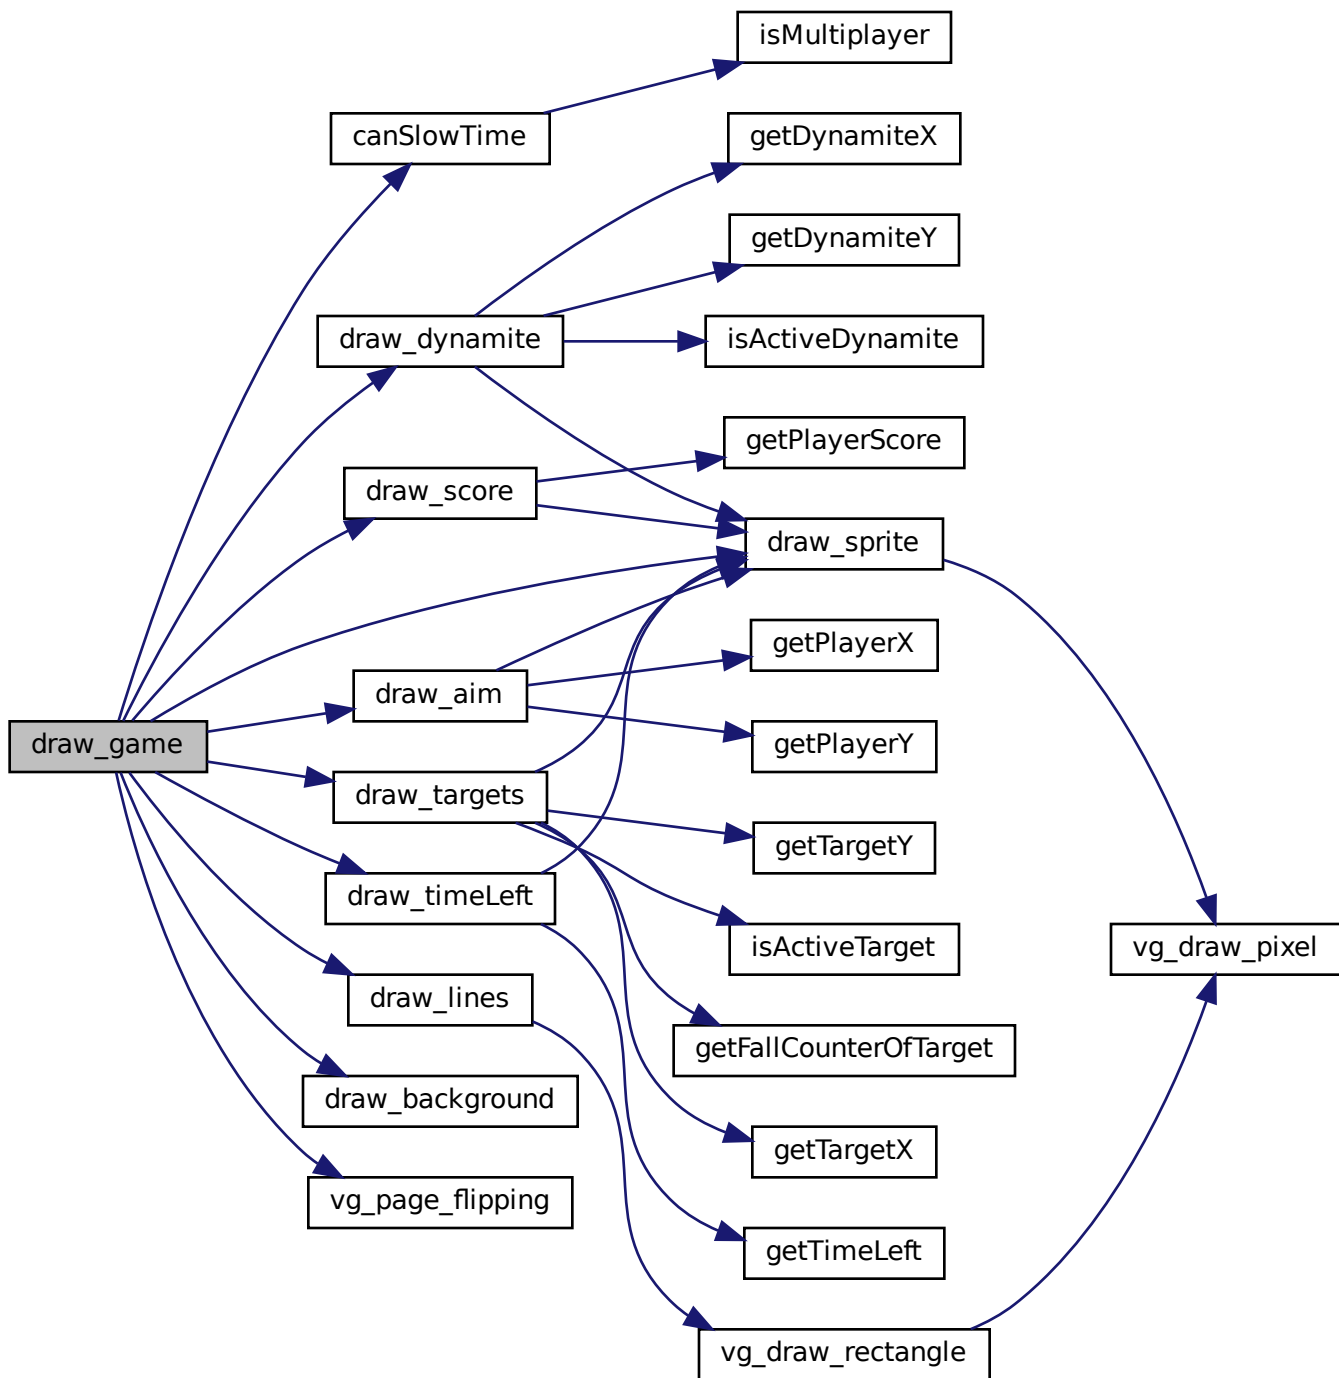 isMultiplayer
canSlowTime
getDynamiteX
getDynamiteY
draw_dynamite
isActiveDynamite
getPlayerScore
draw_score
draw_sprite
getPlayerX
draw_aim
draw_game
getPlayerY
draw_targets
getTargetY
draw_timeLeft
isActiveTarget
vg_draw_pixel
draw_lines
getFallCounterOfTarget
draw_background
getTargetX
vg_page_flipping
getTimeLeft
vg_draw_rectangle